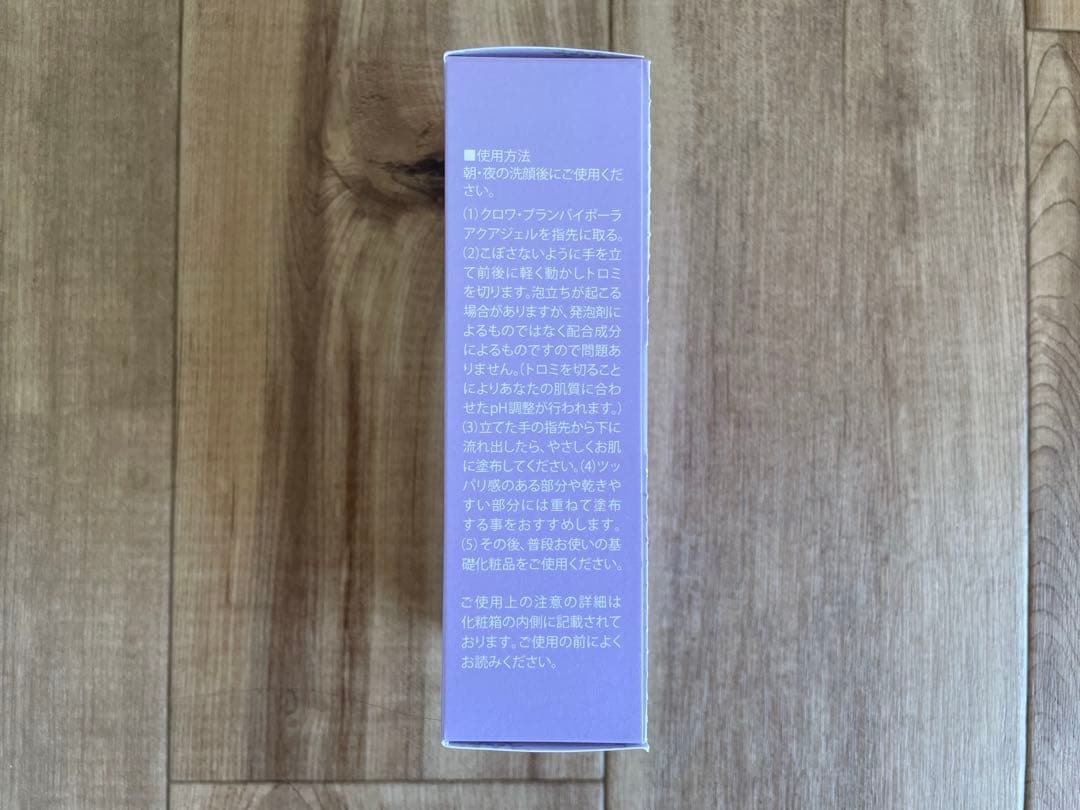 ■使用方法
朝・夜の洗顔後にご使用くだ
さい。
(1)クロワ・ブランバイポーラ
アクアジェルを指先に取る。
(2)こぼさないように手を立
て前後に軽く動かしトロミ
を切ります。泡立ちが起こる
場合がありますが、発泡剤に
よるものではなく配合成分
によるものですので問題あ
りません。(トロミを切ること
によりあなたの肌質に合わ
せたpH調整が行われます。)
(3)立てた手の指先から下に
流れ出したら、やさしくお肌
に塗布してください。(4)ツッ
パリ感のある部分や乾きや
すい部分には重ねて塗布
する事をおすすめします。
(5)その後、普段お使いの基
礎化粧品をご使用ください。
ご使用上の注意の詳細は
化粧箱の内側に記載されて
おります。ご使用の前によく
お読みください。